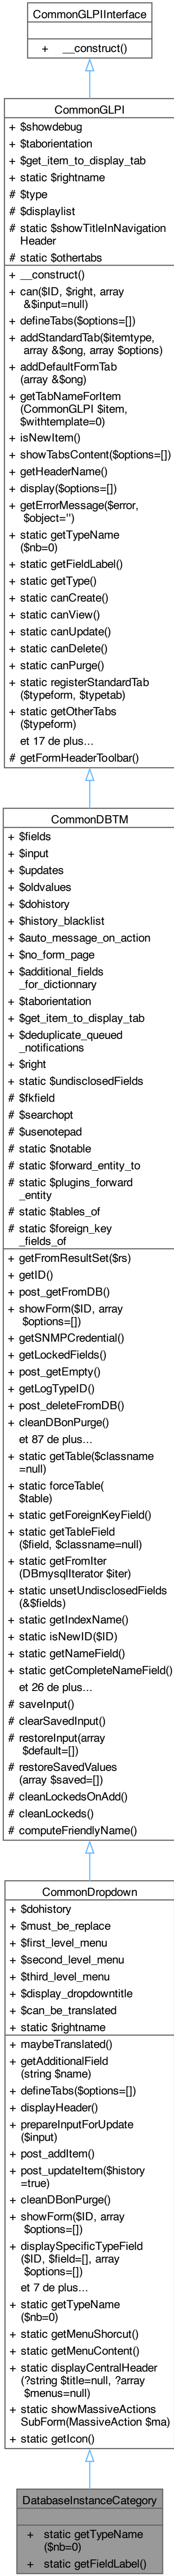 CommonGLPIInterface
+ __construct()
CommonGLPI
+ $showdebug
+ $taborientation
+ $get_item_to_display_tab
+ static $rightname
# $type
# $displaylist
# static $showTitleInNavigation
Header
# static $othertabs
+ __construct()
+ can($ID, $right, array
&$input=null)
+ defineTabs($options=[])
+ addStandardTab($itemtype,
array &$ong, array $options)
+ addDefaultFormTab
(array &$ong)
+ getTabNameForItem
(CommonGLPI $item,
$withtemplate=0)
+ isNewItem()
+ showTabsContent($options=[])
+ getHeaderName()
+ display($options=[])
+ getErrorMessage($error,
$object='')
+ static getTypeName
($nb=0)
+ static getFieldLabel()
+ static getType()
+ static canCreate()
+ static canView()
+ static canUpdate()
+ static canDelete()
+ static canPurge()
+ static registerStandardTab
($typeform, $typetab)
+ static getOtherTabs
($typeform)
et 17 de plus...
# getFormHeaderToolbar()
CommonDBTM
+ $fields
+ $input
+ $updates
+ $oldvalues
+ $dohistory
+ $history_blacklist
+ $auto_message_on_action
+ $no_form_page
+ $additional_fields
_for_dictionnary
+ $taborientation
+ $get_item_to_display_tab
+ $deduplicate_queued
_notifications
+ $right
+ static $undisclosedFields
# $fkfield
# $searchopt
# $usenotepad
# static $notable
# static $forward_entity_to
# static $plugins_forward
_entity
# static $tables_of
# static $foreign_key
_fields_of
+ getFromResultSet($rs)
+ getID()
+ post_getFromDB()
+ showForm($ID, array
$options=[])
+ getSNMPCredential()
+ getLockedFields()
+ post_getEmpty()
+ getLogTypeID()
+ post_deleteFromDB()
+ cleanDBonPurge()
et 87 de plus...
+ static getTable($classname
=null)
+ static forceTable(
$table)
+ static getForeignKeyField()
+ static getTableField
($field, $classname=null)
+ static getFromIter
(DBmysqlIterator $iter)
+ static unsetUndisclosedFields
(&$fields)
+ static getIndexName()
+ static isNewID($ID)
+ static getNameField()
+ static getCompleteNameField()
et 26 de plus...
# saveInput()
# clearSavedInput()
# restoreInput(array
$default=[])
# restoreSavedValues
(array $saved=[])
# cleanLockedsOnAdd()
# cleanLockeds()
# computeFriendlyName()
CommonDropdown
+ $dohistory
+ $must_be_replace
+ $first_level_menu
+ $second_level_menu
+ $third_level_menu
+ $display_dropdowntitle
+ $can_be_translated
+ static $rightname
+ maybeTranslated()
+ getAdditionalField
(string $name)
+ defineTabs($options=[])
+ displayHeader()
+ prepareInputForUpdate
($input)
+ post_addItem()
+ post_updateItem($history
=true)
+ cleanDBonPurge()
+ showForm($ID, array
$options=[])
+ displaySpecificTypeField
($ID, $field=[], array
$options=[])
et 7 de plus...
+ static getTypeName
($nb=0)
+ static getMenuShorcut()
+ static getMenuContent()
+ static displayCentralHeader
(?string $title=null, ?array
$menus=null)
+ static showMassiveActions
SubForm(MassiveAction $ma)
+ static getIcon()
DatabaseInstanceCategory
+ static getTypeName
($nb=0)
+ static getFieldLabel()